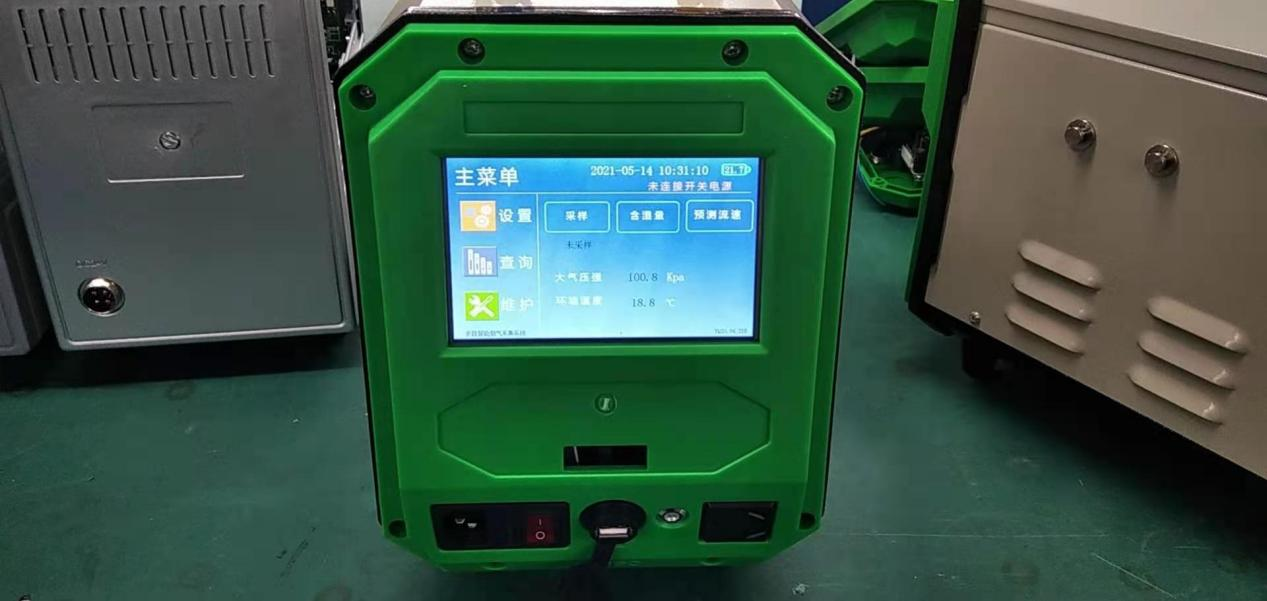 主菜单
2021-05-14 10:31:10
未连接开关电源
设置
采样
含湿量
预测流速
未采样
查询
大气压强 100.8 Kpa
环境温度 18.8 ℃
维护